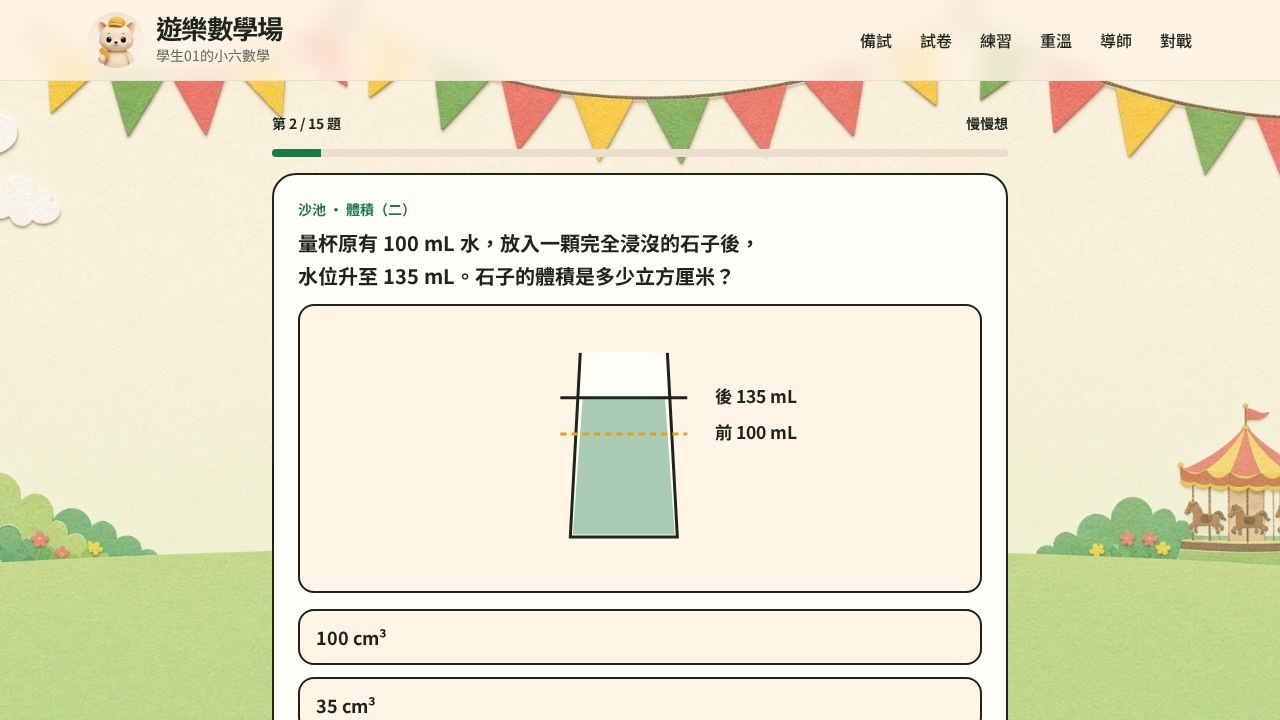 遊樂數學場
學生01的小六數學
備試
試卷
練習
重溫
導師
對戰
第 2 / 15 題
慢慢想
沙池 · 體積（二）
量杯原有 100 mL 水，放入一顆完全浸沒的石子後，
水位升至 135 mL。石子的體積是多少立方厘米？
後 135 mL
前 100 mL
100 cm³
35 cm³